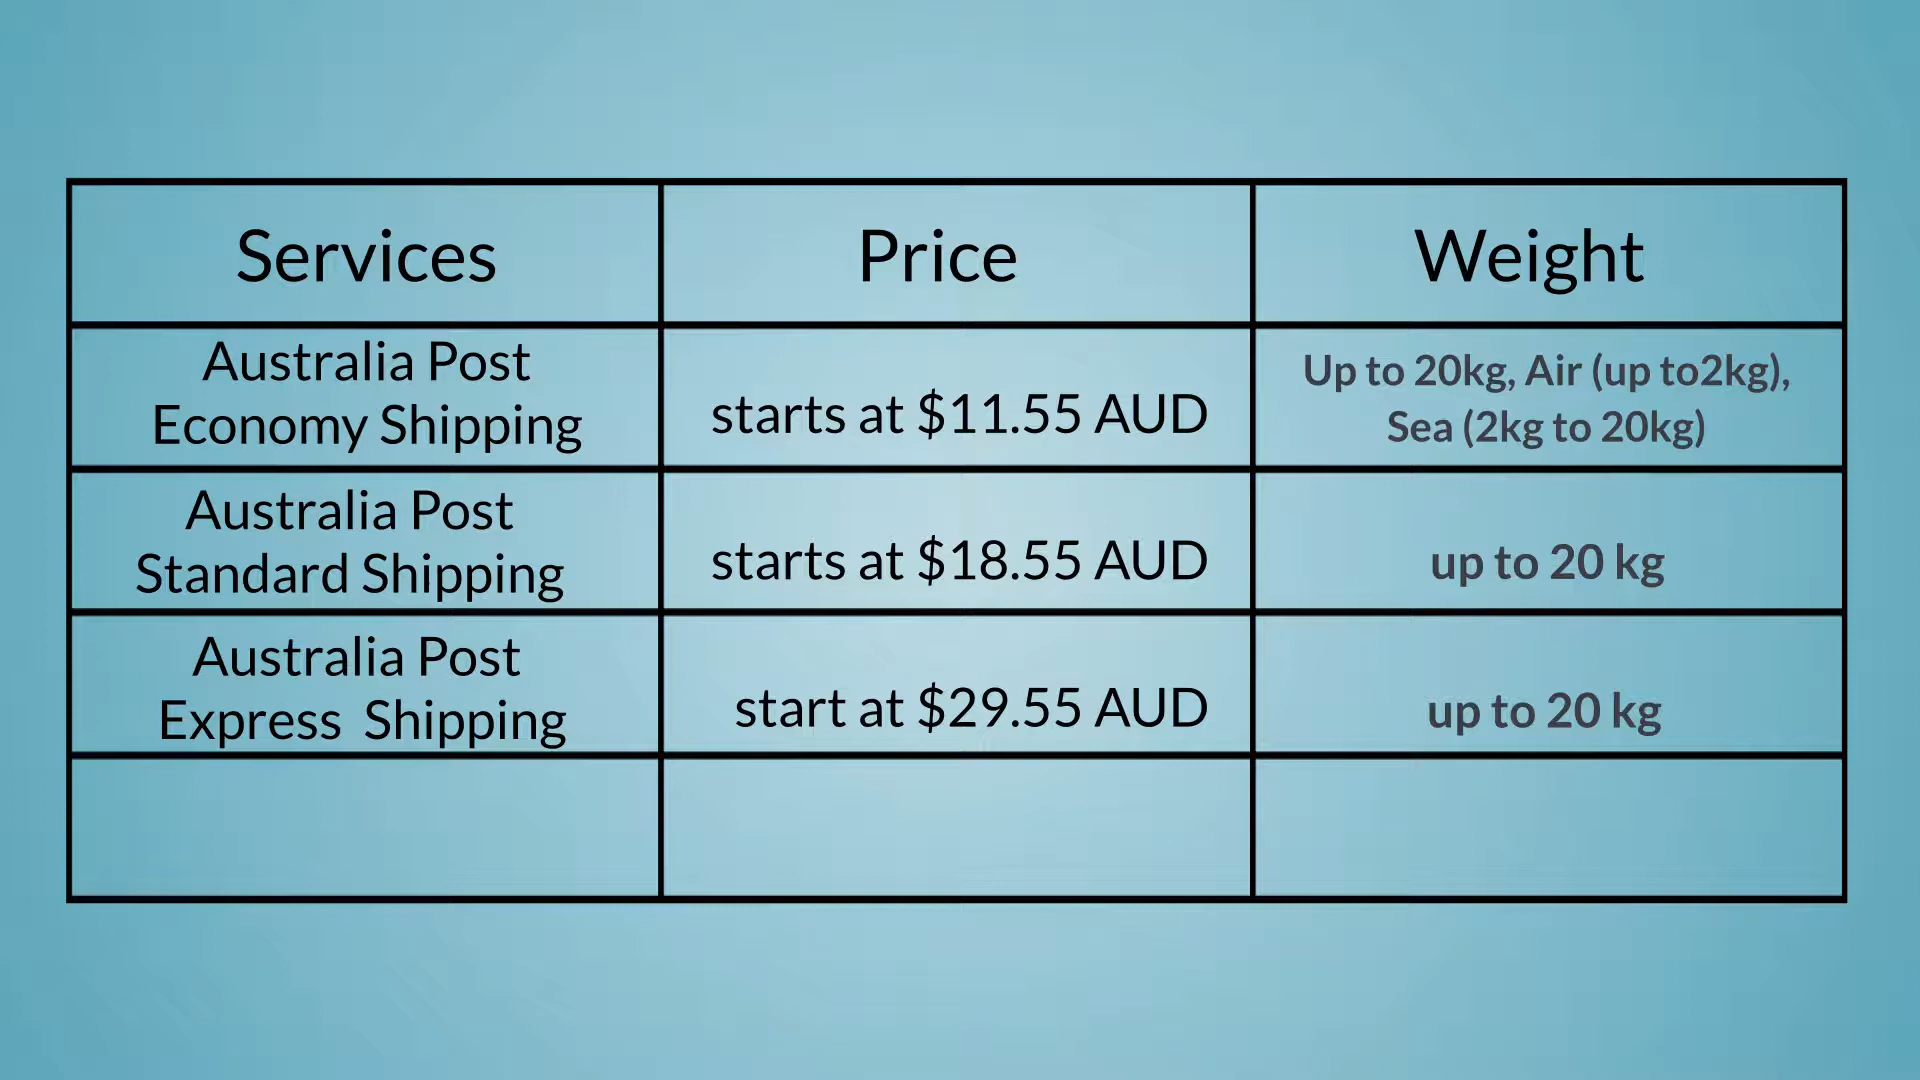 Services
Price
Weight
Australia Post
Economy Shipping
starts at $11.55 AUD
Up to 20kg, Air (up to2kg),
Sea (2kg to 20kg)
Australia Post
Standard Shipping
starts at $18.55 AUD
up to 20 kg
Australia Post
Express  Shipping
start at $29.55 AUD
up to 20 kg